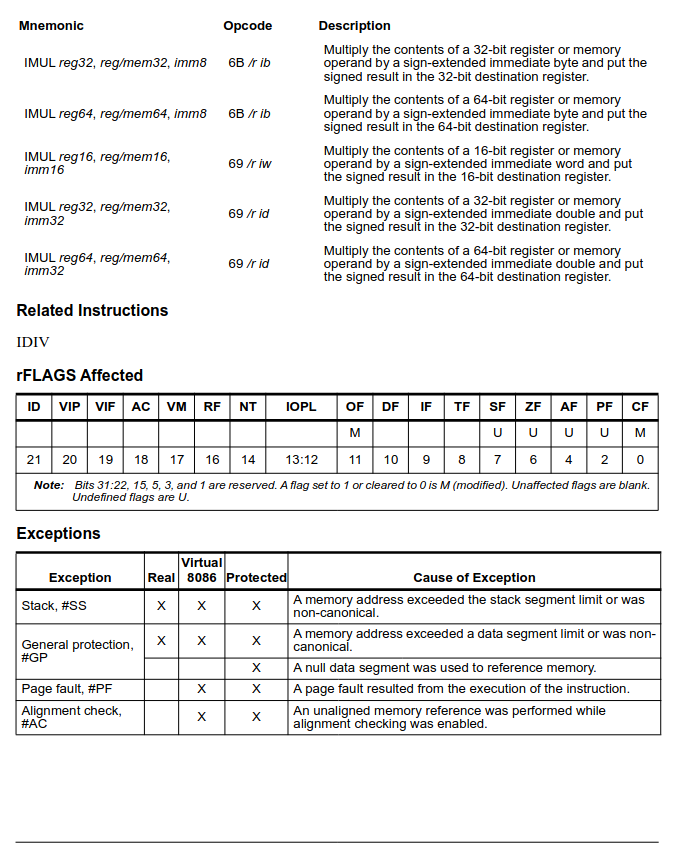 Mnemonic Opcode Description
IMUL reg32, reg/mem32, imm8 6B /r ib Multiply the contents of a 32-bit register or memory
operand by a sign-extended immediate byte and put the
signed result in the 32-bit destination register.
IMUL reg64, reg/mem64, imm8 6B /r ib Multiply the contents of a 64-bit register or memory
operand by a sign-extended immediate byte and put the
signed result in the 64-bit destination register.
IMUL reg16, reg/mem16,
imm16 69 /r iw Multiply the contents of a 16-bit register or memory
operand by a sign-extended immediate word and put
the signed result in the 16-bit destination register.
IMUL reg32, reg/mem32,
imm32 69 /r id Multiply the contents of a 32-bit register or memory
operand by a sign-extended immediate double and put
the signed result in the 32-bit destination register.
IMUL reg64, reg/mem64,
imm32 69 /r id Multiply the contents of a 64-bit register or memory
operand by a sign-extended immediate double and put
the signed result in the 64-bit destination register.
Related Instructions
IDIV
rFLAGS Affected
ID VIP VIF AC VM RF NT IOPL OF DF IF TF SF ZF AF PF CF
M U U U U M
21 20 19 18 17 16 14 13:12 11 10 9 8 7 6 4 2 0
Note: Bits 31:22, 15, 5, 3, and 1 are reserved. A flag set to 1 or cleared to 0 is M (modified). Unaffected flags are blank.
Undefined flags are U.
Exceptions
Exception Real Virtual
8086 Protected Cause of Exception
Stack, #SS X X X A memory address exceeded the stack segment limit or was
non-canonical.
General protection,
#GP X X X A memory address exceeded a data segment limit or was non-
canonical.
X A null data segment was used to reference memory.
Page fault, #PF X X A page fault resulted from the execution of the instruction.
Alignment check,
#AC X X An unaligned memory reference was performed while
alignment checking was enabled.